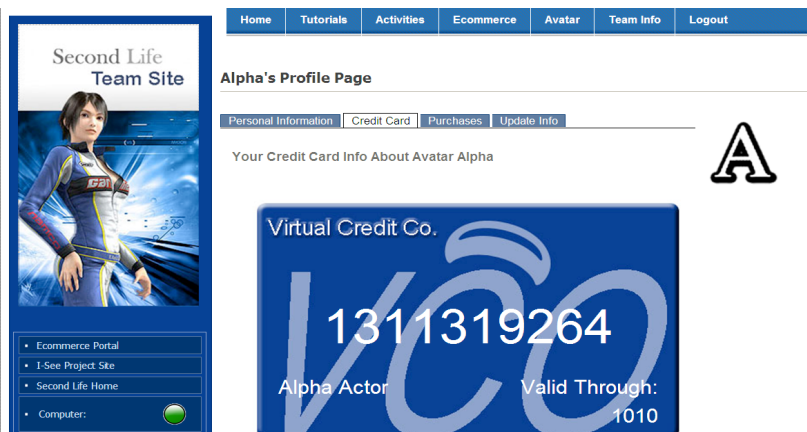 Home Tutorials Activities Ecommerce Avatar Team Info Logout
Second Life
Team Site
Alpha's Profile Page
Personal Information Credit Card Purchases Update Info
Your Credit Card Info About Avatar Alpha
A
Virtual Credit Co.
VCO
1311319264
Alpha Actor Valid Through:
1010
Ecommerce Portal
I-See Project Site
Second Life Home
Computer: